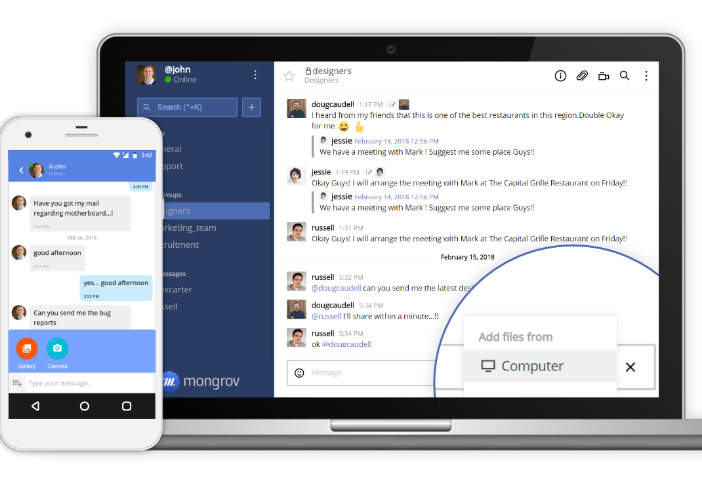 @john
Online
Search (^+K)
+
neral
pport
Groups
signers
arketing_team
cruitment
essages
xcarter
ssell
mongrov
designers
Designers
dougcaudell 1:17 PM
I heard from my friends that this is one of the best restaurants in this region.Double Okay
for me
jessie February 14, 2018 12:56 PM
We have a meeting with Mark ! Suggest me some place Guys!!
jessie 1:19 PM
Okay Guys! I will arrange the meeting with Mark at The Capital Grille Restaurant on Friday!!
jessie February 14, 2018 12:56 PM
We have a meeting with Mark ! Suggest me some place Guys!!
russell 1:31 PM
Okay Guys! I will arrange the meeting with Mark at The Capital Grille Restaurant on Friday!!
February 15, 2018
russell 5:32 PM
@dougcaudell can you send me the latest des
dougcaudell 5:34 PM
@russell I'll share within a minute...!!
russell 5:34 PM
ok @dougcaudell
Message
Add files from
Computer
3:42
@john
online
4:55 PM
Have you got my mail
regarding motherboard...!
FEB 26, 2018
good afternoon
yes... good afternoon
3:52 PM
Can you send me the bug
reports
Gallery
Camera
Type your message..